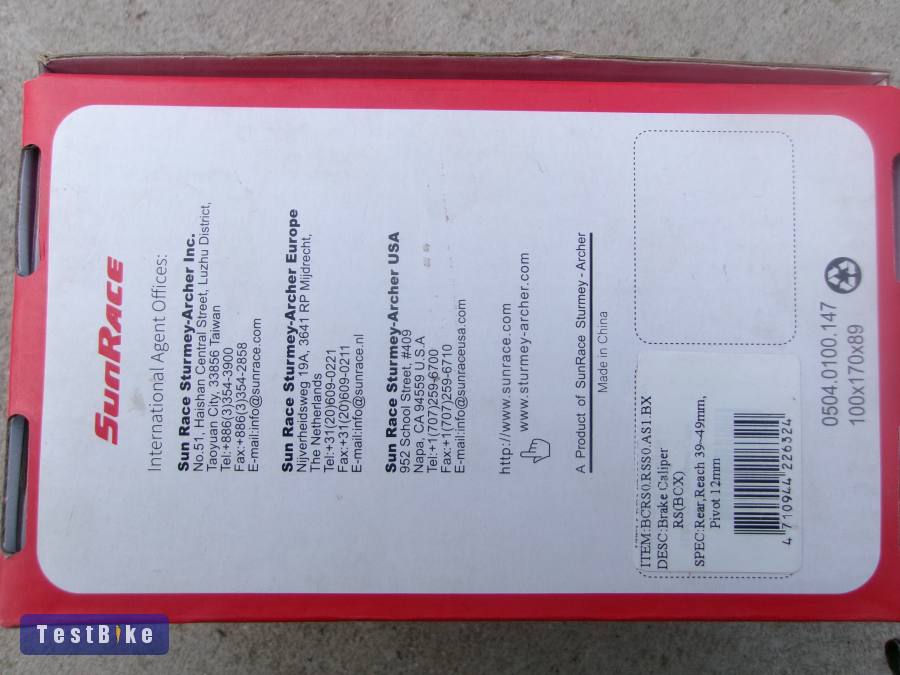 SUNRACE
International Agent Offices:
Sun Race Sturmey-Archer Inc.
No.51, Haishan Central Street, Luzhu District,
Taoyuan City, 33856 Taiwan
Tel:+886(3)354-3900
Fax:+886(3)354-2858
E-mail:info@sunrace.com
Sun Race Sturmey-Archer Europe
Nijverheidsweg 19A, 3641 RP Mijdrecht,
The Netherlands
Tel:+31(20)609-0221
Fax:+31(20)609-0211
E-mail:info@sunrace.nl
Sun Race Sturmey-Archer USA
952 School Street, #409
Napa, CA 94559 U.S.A
Tel:+1(707)259-6700
Fax:+1(707)259-6710
E-mail:info@sunraceusa.com
http://www.sunrace.com
www.sturmey-archer.com
A Product of SunRace Sturmey - Archer
Made in China
ITEM:BCRS0.RSS0.AS1.BX
DESC:Brake Caliper
RS(BCX)
SPEC:Rear,Reach 39~49mm,
Pivot 12mm
4 710944 226324
0504.0100.147
100x170x89
TestBike